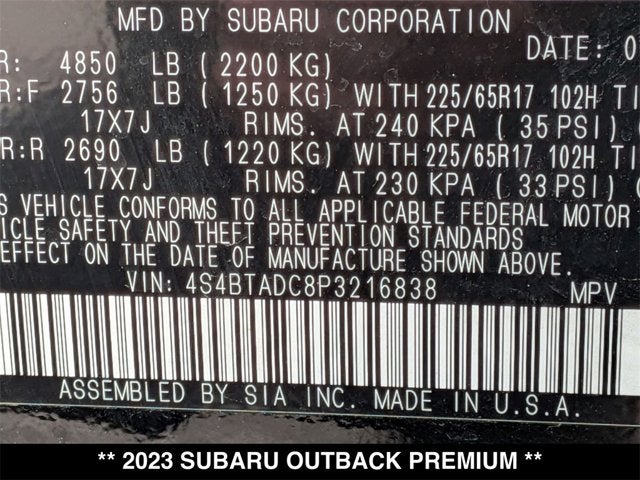 MFD BY SUBARU CORPORATION
DATE: 0
R: 4850 LB ( 2200 KG)
R:F 2756 LB ( 1250 KG) WITH 225/65R17 102H TI
17X7J RIMS. AT 240 KPA ( 35 PSI)
R:R 2690 LB ( 1220 KG) WITH 225/65R17 102H TI
17X7J RIMS. AT 230 KPA ( 33 PSI)
S VEHICLE CONFORMS TO ALL APPLICABLE FEDERAL MOTOR
ICLE SAFETY AND THEFT PREVENTION STANDARDS
EFFECT ON THE DATE OF MANUFACTURE SHOWN ABOVE.
VIN: 4S4BTADC8P3216838 MPV
ASSEMBLED BY SIA INC. MADE IN U.S.A.
** 2023 SUBARU OUTBACK PREMIUM **